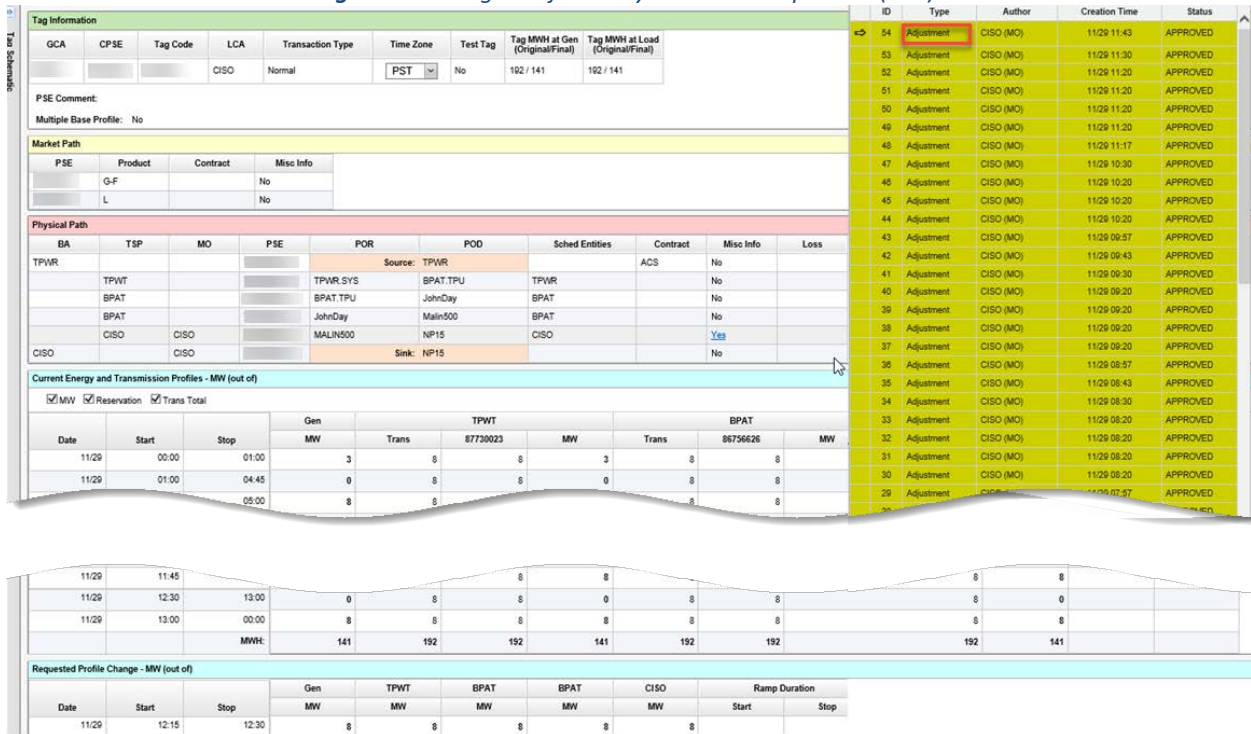 Tag Schematic
Tag Information
GCA CPSE Tag Code LCA Transaction Type Time Zone Test Tag Tag MWH at Gen (Original/Final) Tag MWH at Load (Original/Final)
CISO Normal PST No 192 / 141 192 / 141
PSE Comment:
Multiple Base Profile: No
Market Path
PSE Product Contract Misc Info
G-F No
L No
Physical Path
BA TSP MO PSE POR POD Sched Entities Contract Misc Info Loss
TPWR Source: TPWR ACS No
TPWT TPWR.SYS BPAT.TPU TPWR No
BPAT BPAT.TPU JohnDay BPAT No
BPAT JohnDay Malin500 BPAT No
CISO CISO MALIN500 NP15 CISO Yes
CISO CISO Sink: NP15 No
Current Energy and Transmission Profiles - MW (out of)
MW Reservation Trans Total
Gen TPWT BPAT
Date Start Stop MW Trans 87730023 MW Trans 86756626 MW
11/29 00:00 01:00 3 8 8 3 8 8
11/29 01:00 04:45 0 8 8 0 8 8
05:00 8 8 8 8 8
ID Type Author Creation Time Status
54 Adjustment CISO (MO) 11/29 11:43 APPROVED
53 Adjustment CISO (MO) 11/29 11:30 APPROVED
52 Adjustment CISO (MO) 11/29 11:20 APPROVED
51 Adjustment CISO (MO) 11/29 11:20 APPROVED
50 Adjustment CISO (MO) 11/29 11:20 APPROVED
49 Adjustment CISO (MO) 11/29 11:20 APPROVED
48 Adjustment CISO (MO) 11/29 11:17 APPROVED
47 Adjustment CISO (MO) 11/29 10:30 APPROVED
46 Adjustment CISO (MO) 11/29 10:20 APPROVED
45 Adjustment CISO (MO) 11/29 10:20 APPROVED
44 Adjustment CISO (MO) 11/29 10:20 APPROVED
43 Adjustment CISO (MO) 11/29 09:57 APPROVED
42 Adjustment CISO (MO) 11/29 09:43 APPROVED
41 Adjustment CISO (MO) 11/29 09:30 APPROVED
40 Adjustment CISO (MO) 11/29 09:20 APPROVED
39 Adjustment CISO (MO) 11/29 09:20 APPROVED
38 Adjustment CISO (MO) 11/29 09:20 APPROVED
37 Adjustment CISO (MO) 11/29 09:20 APPROVED
36 Adjustment CISO (MO) 11/29 08:57 APPROVED
35 Adjustment CISO (MO) 11/29 08:43 APPROVED
34 Adjustment CISO (MO) 11/29 08:30 APPROVED
33 Adjustment CISO (MO) 11/29 08:20 APPROVED
32 Adjustment CISO (MO) 11/29 08:20 APPROVED
31 Adjustment CISO (MO) 11/29 08:20 APPROVED
30 Adjustment CISO (MO) 11/29 08:20 APPROVED
29 Adjustment 07:57 APPROVED
11/29 11:45 8 8 8 8
11/29 12:30 13:00 0 8 8 0 8 8 8 0
11/29 13:00 00:00 8 8 8 8 8 8 8 8
MWH: 141 192 192 141 192 192 192 141
Requested Profile Change - MW (out of)
Gen TPWT BPAT BPAT CISO Ramp Duration
Date Start Stop MW MW MW MW MW Start Stop
11/29 12:15 12:30 8 8 8 8 8